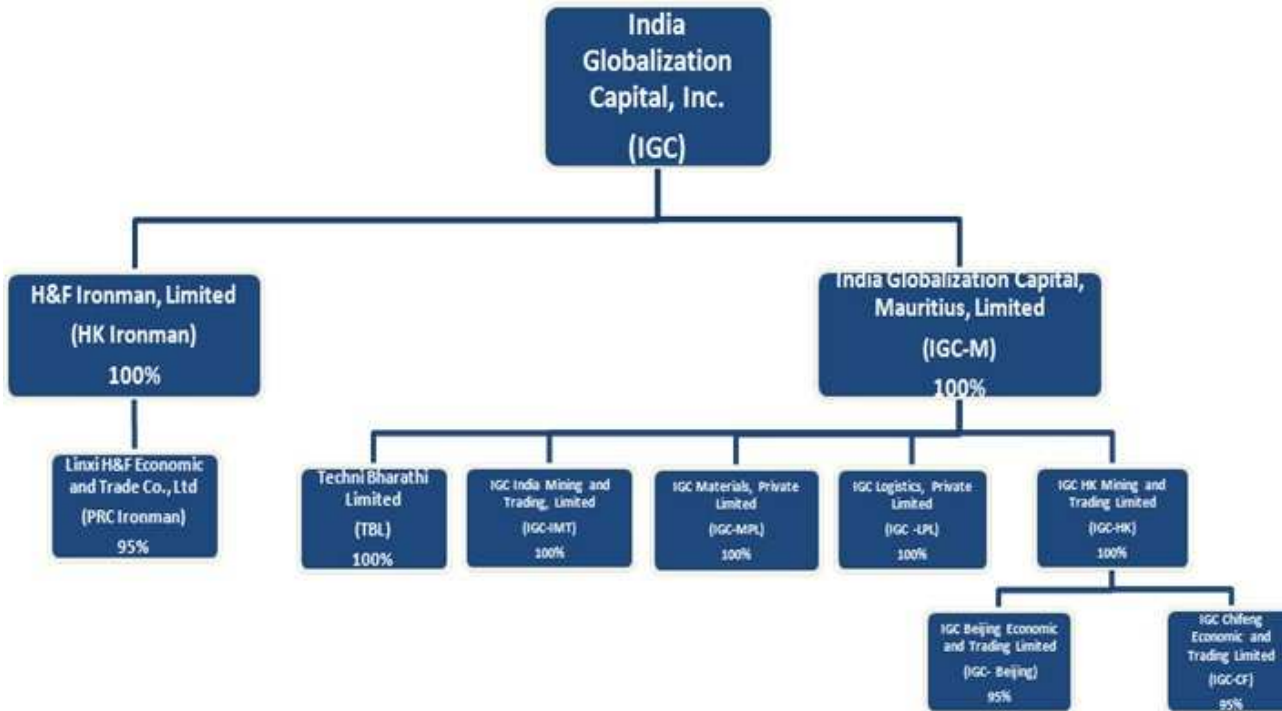 India
Globalization
Capital, Inc.
(IGC)
H&F Ironman, Limited
(HK Ironman)
100%
India Globalization Capital,
Mauritius, Limited
(IGC-M)
100%
Linxi H&F Economic
and Trade Co., Ltd
(PRC Ironman)
95%
Techni Bharathi
Limited
(TBL)
100%
IGC India Mining and
Trading, Limited
(IGC-IMT)
100%
IGC Materials, Private
Limited
(IGC-MPL)
100%
IGC Logistics, Private
Limited
(IGC -LPL)
100%
IGC HK Mining and
Trading Limited
(IGC-HK)
100%
IGC Beijing Economic
and Trading Limited
(IGC- Beijing)
95%
IGC Chifeng
Economic and
Trading Limited
(IGC-CF)
95%